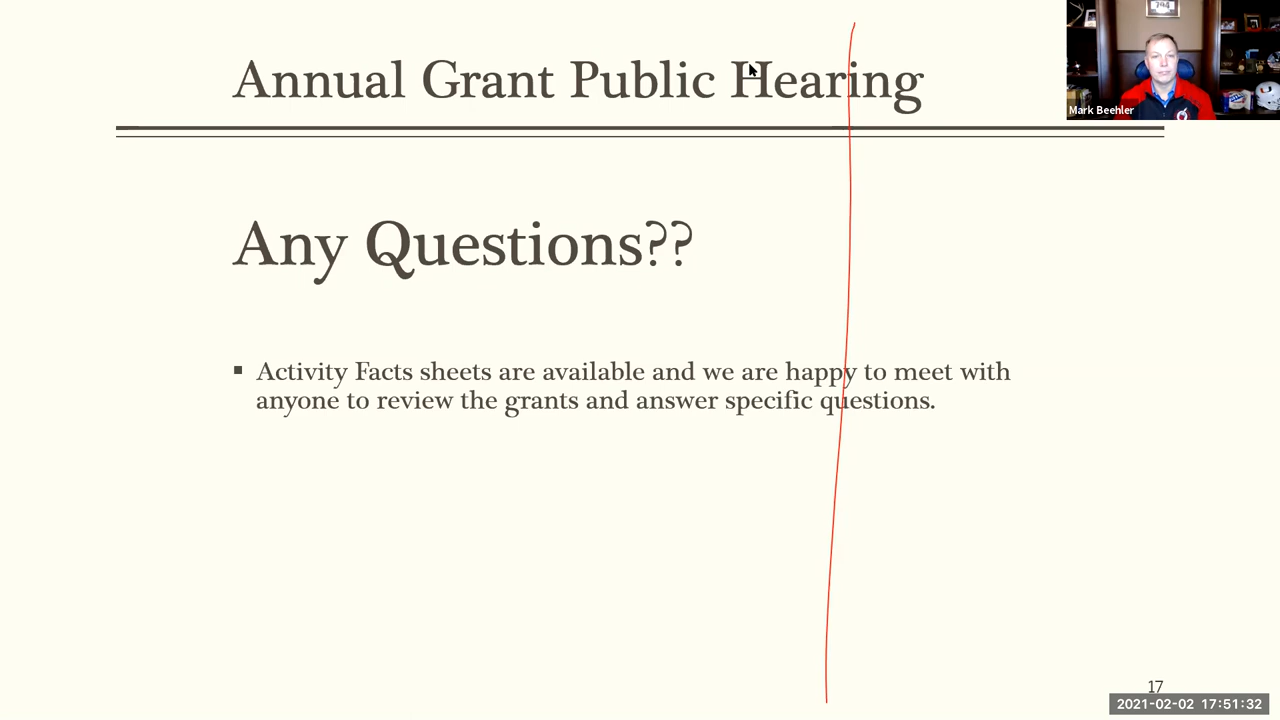 Annual Grant Public Hearing
794
Mark Beehler
Any Questions??
▪ Activity Facts sheets are available and we are happy to meet with
anyone to review the grants and answer specific questions.
17
2021-02-02 17:51:32